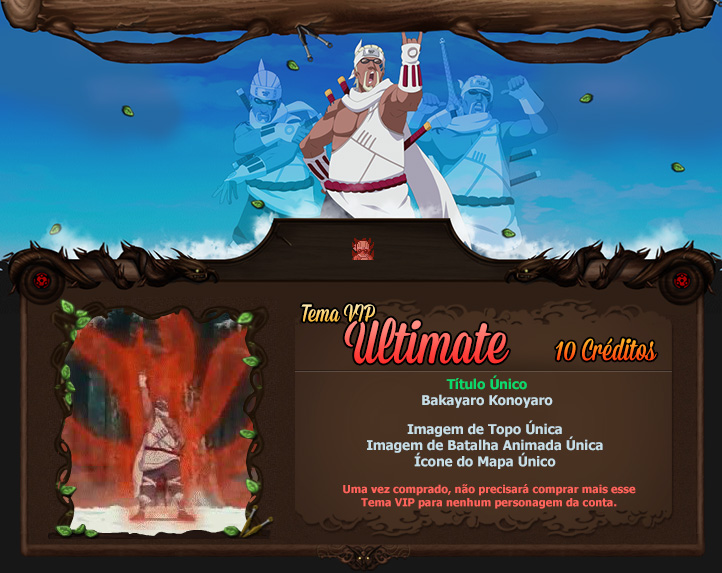 Tema VIP
Ultimate
10 Créditos
Título Único
Bakayaro Konoyaro
Imagem de Topo Única
Imagem de Batalha Animada Única
Ícone do Mapa Único
Uma vez comprado, não precisará comprar mais esse
Tema VIP para nenhum personagem da conta.